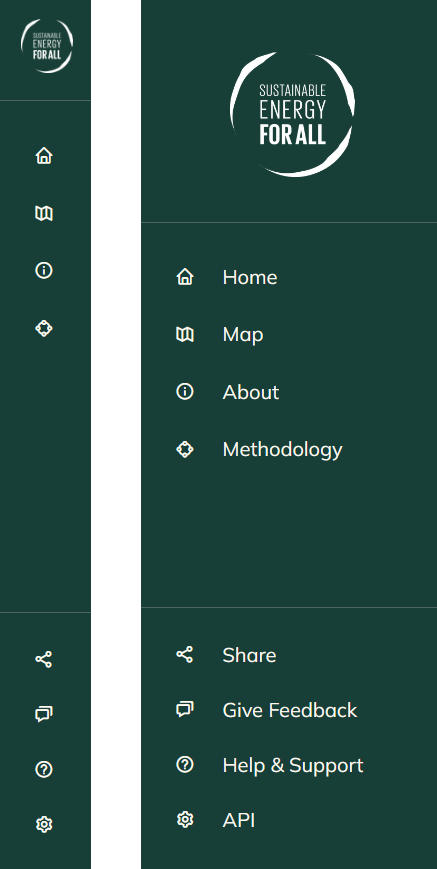 SUSTAINABLE
ENERGY
FOR ALL
SUSTAINABLE
ENERGY
FOR ALL
Home
Map
About
Methodology
Share
Give Feedback
Help & Support
API